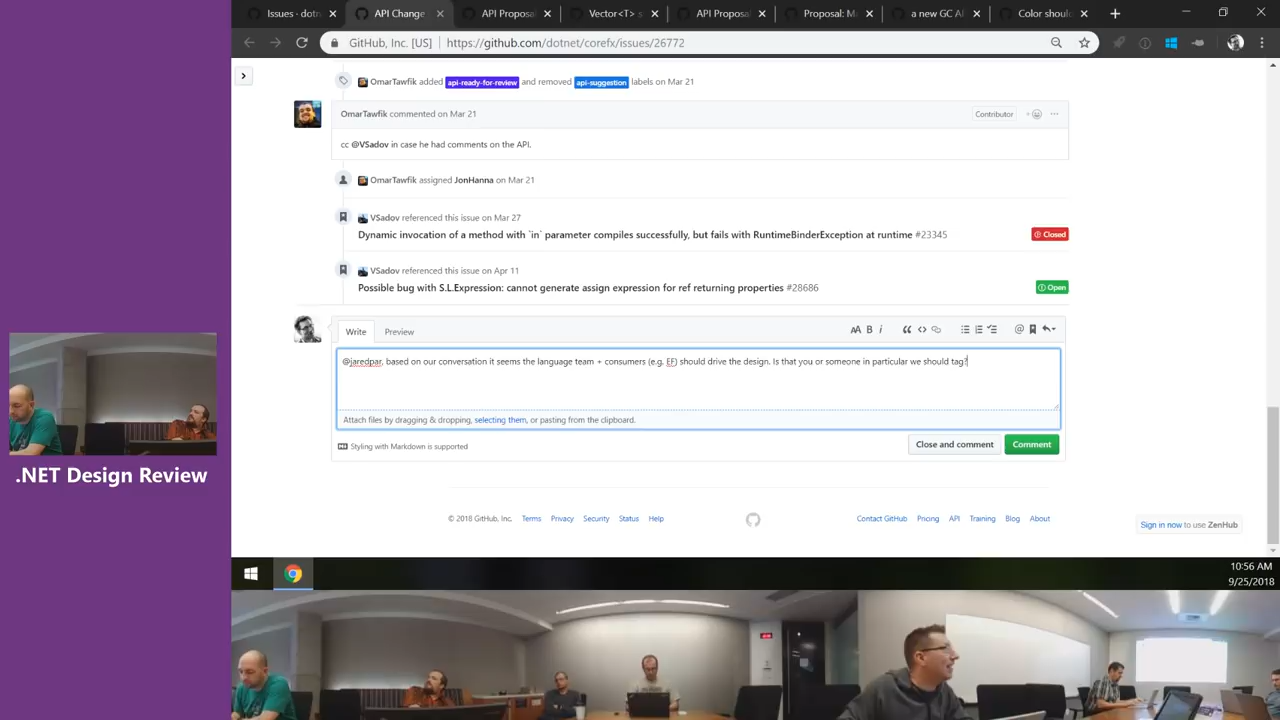 Issues · dotn
API Change
API Propos
Vector<T> s
API Propos
Proposal: M
a new GC A
Color shoul
GitHub, Inc. [US] | https://github.com/dotnet/corefx/issues/26772
OmarTawfik added api-ready-for-review and removed api-suggestion labels on Mar 21
OmarTawfik commented on Mar 21
Contributor
cc @VSadov in case he had comments on the API.
OmarTawfik assigned JonHanna on Mar 21
VSadov referenced this issue on Mar 27
Dynamic invocation of a method with `in` parameter compiles successfully, but fails with RuntimeBinderException at runtime #23345
Closed
VSadov referenced this issue on Apr 11
Possible bug with S.L.Expression: cannot generate assign expression for ref returning properties #28686
Open
Write Preview
@jaredpar, based on our conversation it seems the language team + consumers (e.g. EF) should drive the design. Is that you or someone in particular we should tag?
Attach files by dragging & dropping, selecting them, or pasting from the clipboard.
Styling with Markdown is supported
Close and comment
Comment
© 2018 GitHub, Inc. Terms Privacy Security Status Help
Contact GitHub Pricing API Training Blog About
Sign in now to use ZenHub
.NET Design Review
10:56 AM
9/25/2018